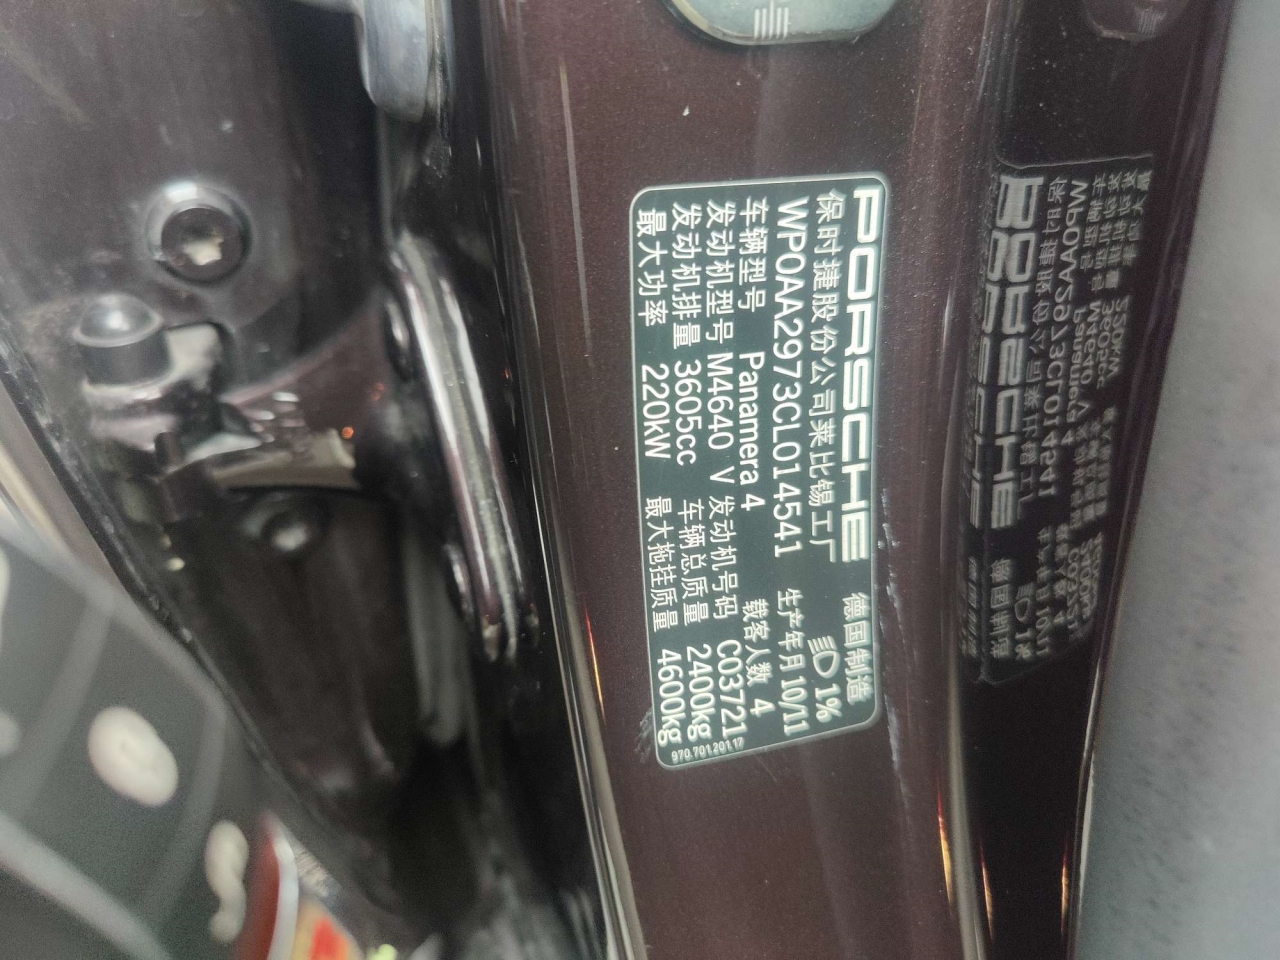 PORSCHE 德国制造
保时捷股份公司莱比锡工厂 1%
WP0AA2973CL014541 生产年月 10/11
车辆型号 Panamera 4 载客人数 4
发动机型号 M4640 V 发动机号码 C03721
发动机排量 3605cc 车辆总质量 2400kg
最大功率 220kW 最大拖挂质量 4600kg
970.701.201.17